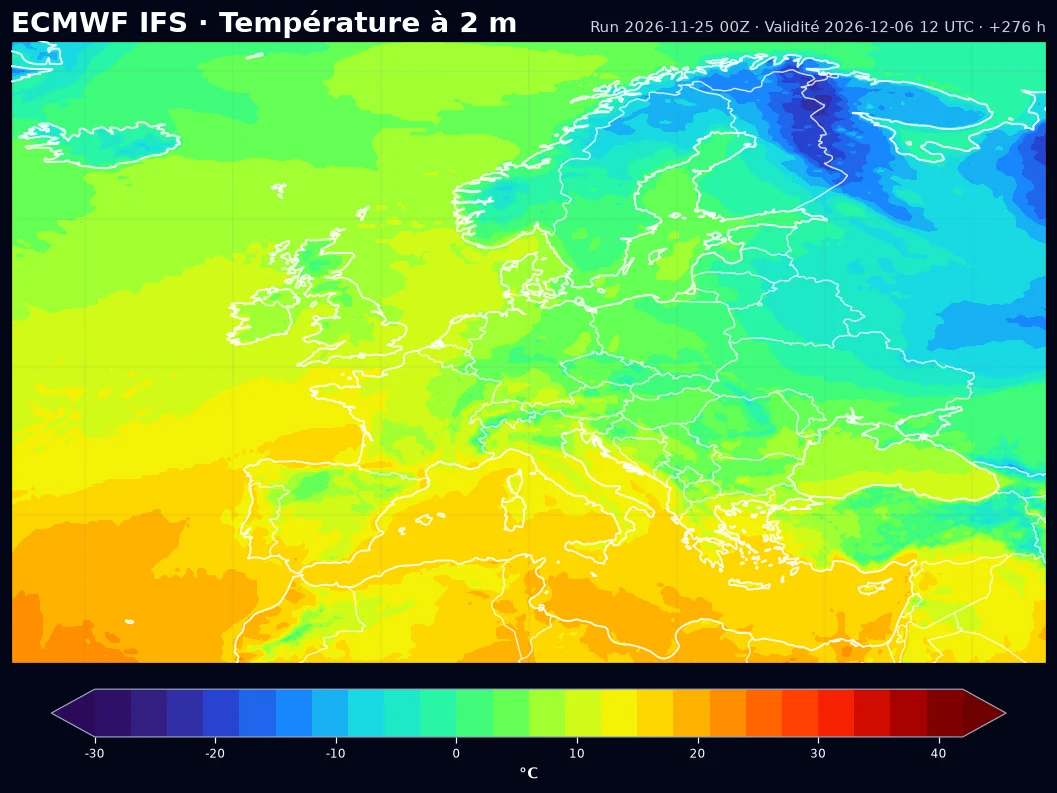 ECMWF IFS · Température à 2 m
Run 2026-11-25 00Z · Validité 2026-12-06 12 UTC · +276 h
-30 -20 -10 0 10 20 30 40
°C